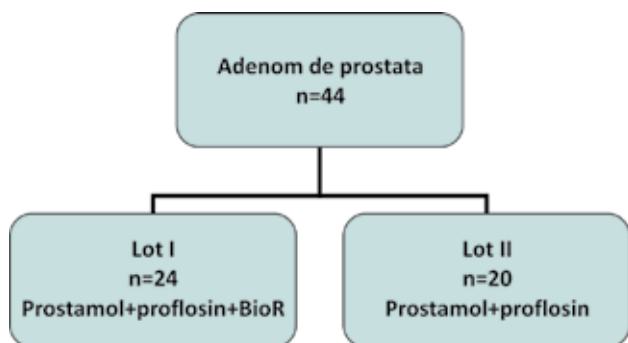 Adenom de prostata
n=44
Lot I
n=24
Prostamol+proflosin+BioR
Lot II
n=20
Prostamol+proflosin